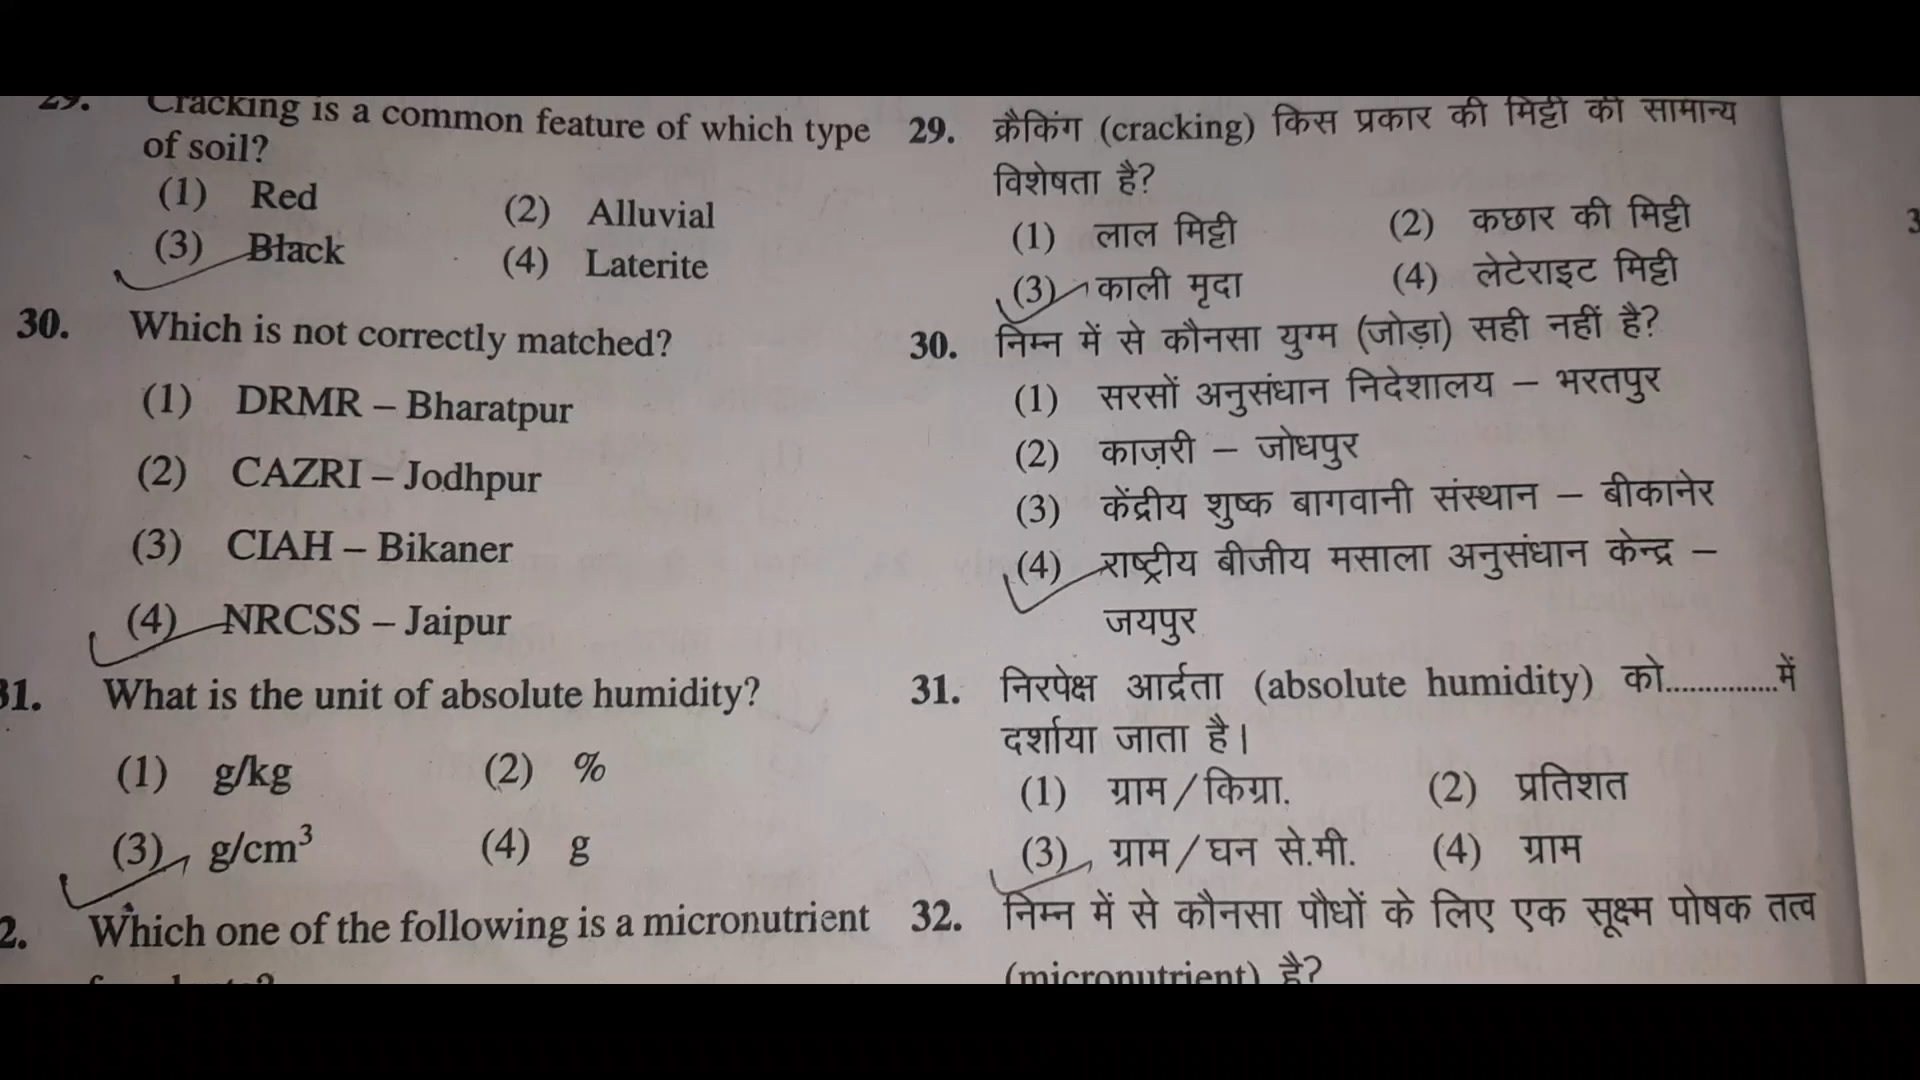 29. Cracking is a common feature of which type
of soil?
(1) Red
(2) Alluvial
(3) Black
(4) Laterite
30. Which is not correctly matched?
(1) DRMR – Bharatpur
(2) CAZRI – Jodhpur
(3) CIAH – Bikaner
(4) NRCSS – Jaipur
31. What is the unit of absolute humidity?
(1) g/kg (2) %
(3) g/cm³ (4) g
2. Which one of the following is a micronutrient
29. क्रैकिंग (cracking) किस प्रकार की मिट्टी की सामान्य
विशेषता है?
(1) लाल मिट्टी (2) कछार की मिट्टी
(3) काली मृदा (4) लेटेराइट मिट्टी
30. निम्न में से कौनसा युग्म (जोड़ा) सही नहीं है?
(1) सरसों अनुसंधान निदेशालय – भरतपुर
(2) काज़री – जोधपुर
(3) केंद्रीय शुष्क बागवानी संस्थान – बीकानेर
(4) राष्ट्रीय बीजीय मसाला अनुसंधान केन्द्र –
जयपुर
31. निरपेक्ष आर्द्रता (absolute humidity) को...............में
दर्शाया जाता है।
(1) ग्राम/किग्रा. (2) प्रतिशत
(3) ग्राम/घन से.मी. (4) ग्राम
32. निम्न में से कौनसा पौधों के लिए एक सूक्ष्म पोषक तत्व
(micronutrient) है?
3